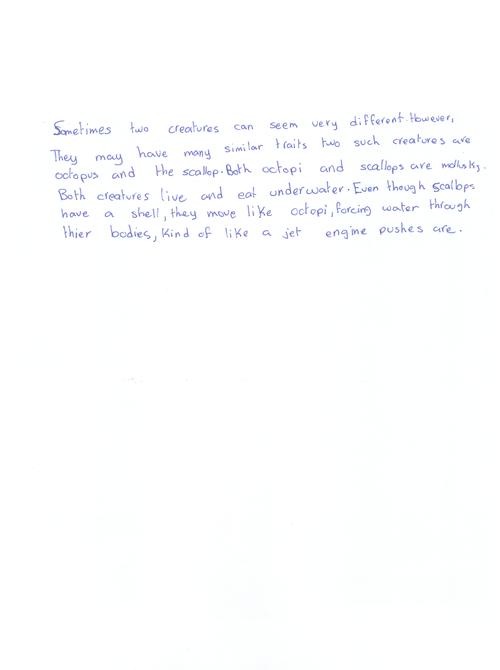 Sometimes two creatures can seem very different. However,
They may have many similar traits two such creatures are
octopus and the scallop. Both octopi and scallops are mollusks.
Both creatures live and eat underwater. Even though Scallops
have a shell, they move like octopi, forcing water through
thier bodies, kind of like a jet engine pushes are.